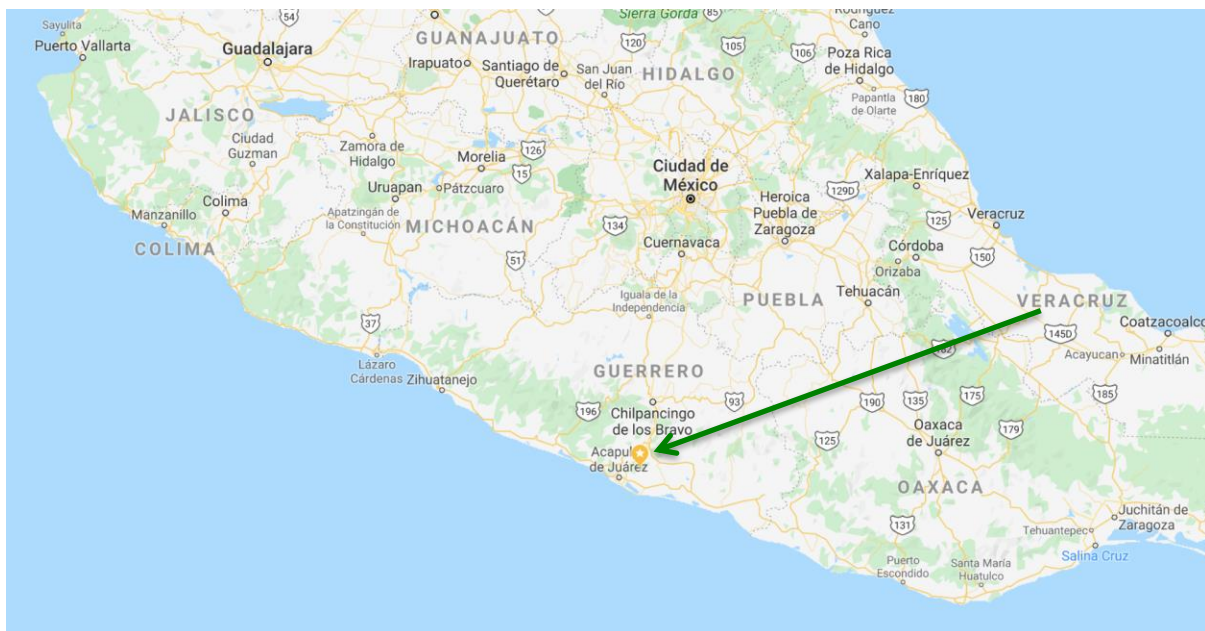 Sayulita
Puerto Vallarta
54
Guadalajara
GUANAJUATO
Irapuato
Santiago de
Querétaro
San Juan
del Río
120
Sierra Gorda
85
105
HIDALGO
106
Cano
Poza Rica
de Hidalgo
Papantla
de Olarte
180
JALISCO
Ciudad
Guzman
Zamora de
Hidalgo
Morelia
126
15
Uruapan
Pátzcuaro
Ciudad de
México
Heroica
Puebla de
Zaragoza
129D
Xalapa-Enríquez
Manzanillo
Colima
COLIMA
Apatzingán de
la Constitución
MICHOACÁN
134
Cuernavaca
125
Veracruz
Córdoba
150
Orizaba
51
Iguala de la
Independencia
PUEBLA
Tehuacán
VERACRUZ
145D
Coatzacoalco
Acayucan
Minatitlán
37
Lázaro
Cárdenas
Zihuatanejo
GUERRERO
182
196
Chilpancingo
de los Bravo
93
190
135
175
185
Acapul
de Juárez
125
Oaxaca
de Juárez
179
OAXACA
131
Juchitán de
Zaragoza
Tehuantepec
Salina Cruz
Puerto
Escondido
Santa María
Huatulco